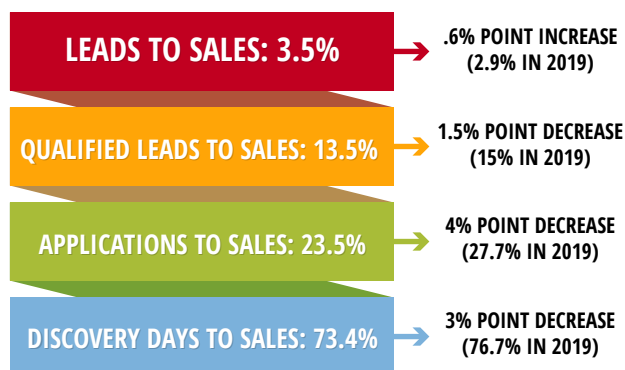 LEADS TO SALES: 3.5%
.6% POINT INCREASE
(2.9% IN 2019)
QUALIFIED LEADS TO SALES: 13.5%
1.5% POINT DECREASE
(15% IN 2019)
APPLICATIONS TO SALES: 23.5%
4% POINT DECREASE
(27.7% IN 2019)
DISCOVERY DAYS TO SALES: 73.4%
3% POINT DECREASE
(76.7% IN 2019)